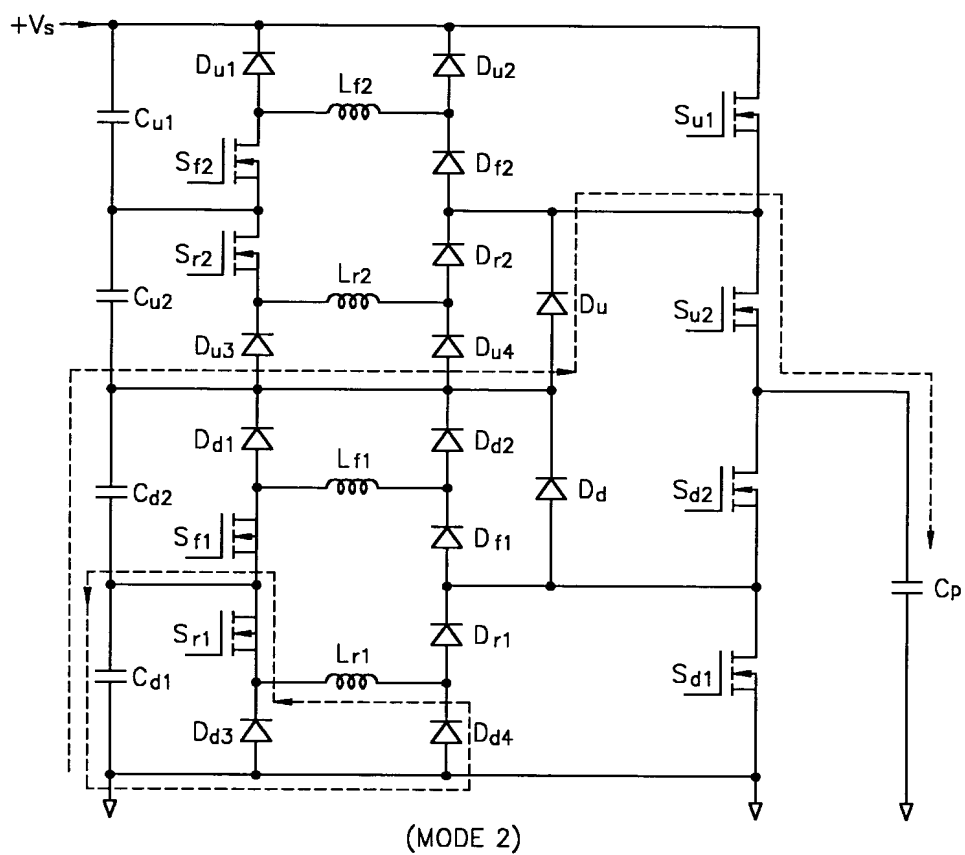 +Vs
Du1
Du2
Lf2
Su1
Cu1
Sf2
Df2
Sr2
Dr2
Lr2
Cu2
Du
Su2
Du3
Du4
Dd1
Dd2
Lf1
Cd2
Dd
Sd2
Sf1
Df1
Cp
Sr1
Dr1
Lr1
Cd1
Sd1
Dd3
Dd4
(MODE 2)